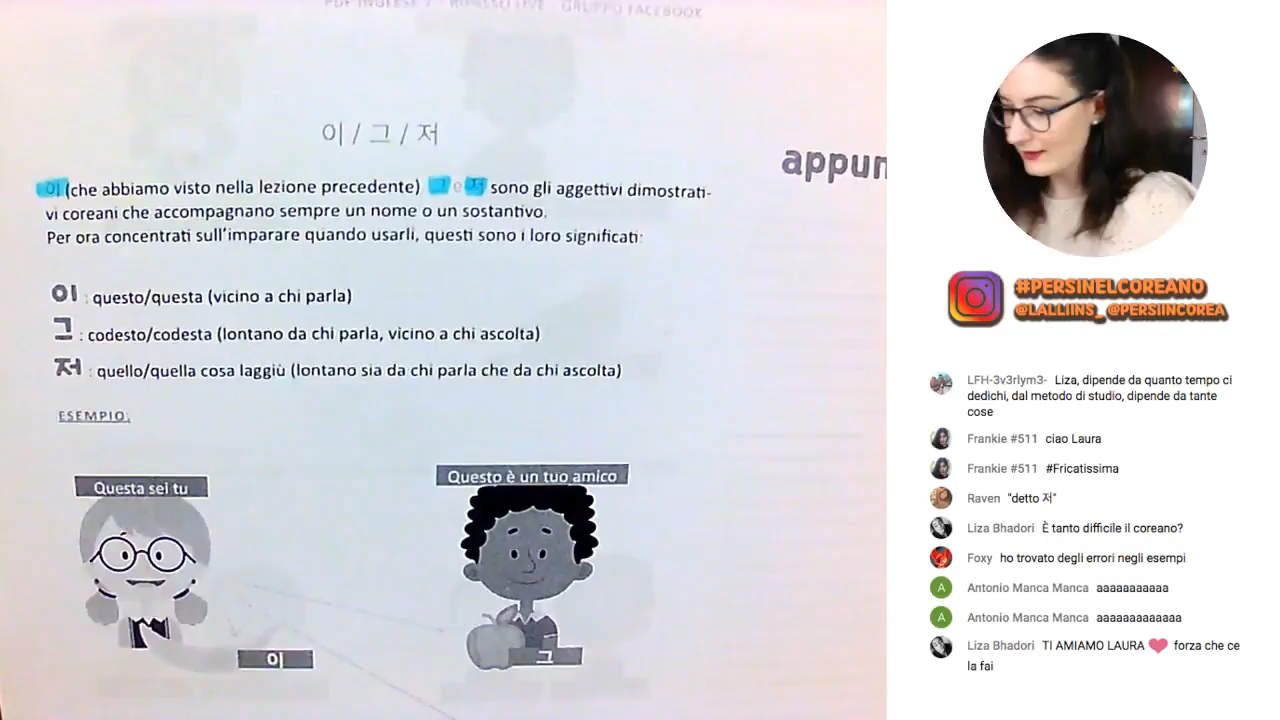 이 / 그 / 저
appun
이 (che abbiamo visto nella lezione precedente) 그 e 저 sono gli aggettivi dimostrati-
vi coreani che accompagnano sempre un nome o un sostantivo.
Per ora concentrati sull'imparare quando usarli, questi sono i loro significati:
이 : questo/questa (vicino a chi parla)
그 : codesto/codesta (lontano da chi parla, vicino a chi ascolta)
저 : quello/quella cosa laggiù (lontano sia da chi parla che da chi ascolta)
ESEMPIO:
Questa sei tu
Questo è un tuo amico
이
그
#PERSINELCOREANO
@LALLIINS_ @PERSIINCOREA
LFH-3v3rlym3- Liza, dipende da quanto tempo ci
dedichi, dal metodo di studio, dipende da tante
cose
Frankie #511 ciao Laura
Frankie #511 #Fricatissima
Raven "detto 저"
Liza Bhadori È tanto difficile il coreano?
Foxy ho trovato degli errori negli esempi
A Antonio Manca Manca aaaaaaaaaaa
A Antonio Manca Manca aaaaaaaaaaaaa
Liza Bhadori TI AMIAMO LAURA ❤ forza che ce
la fai